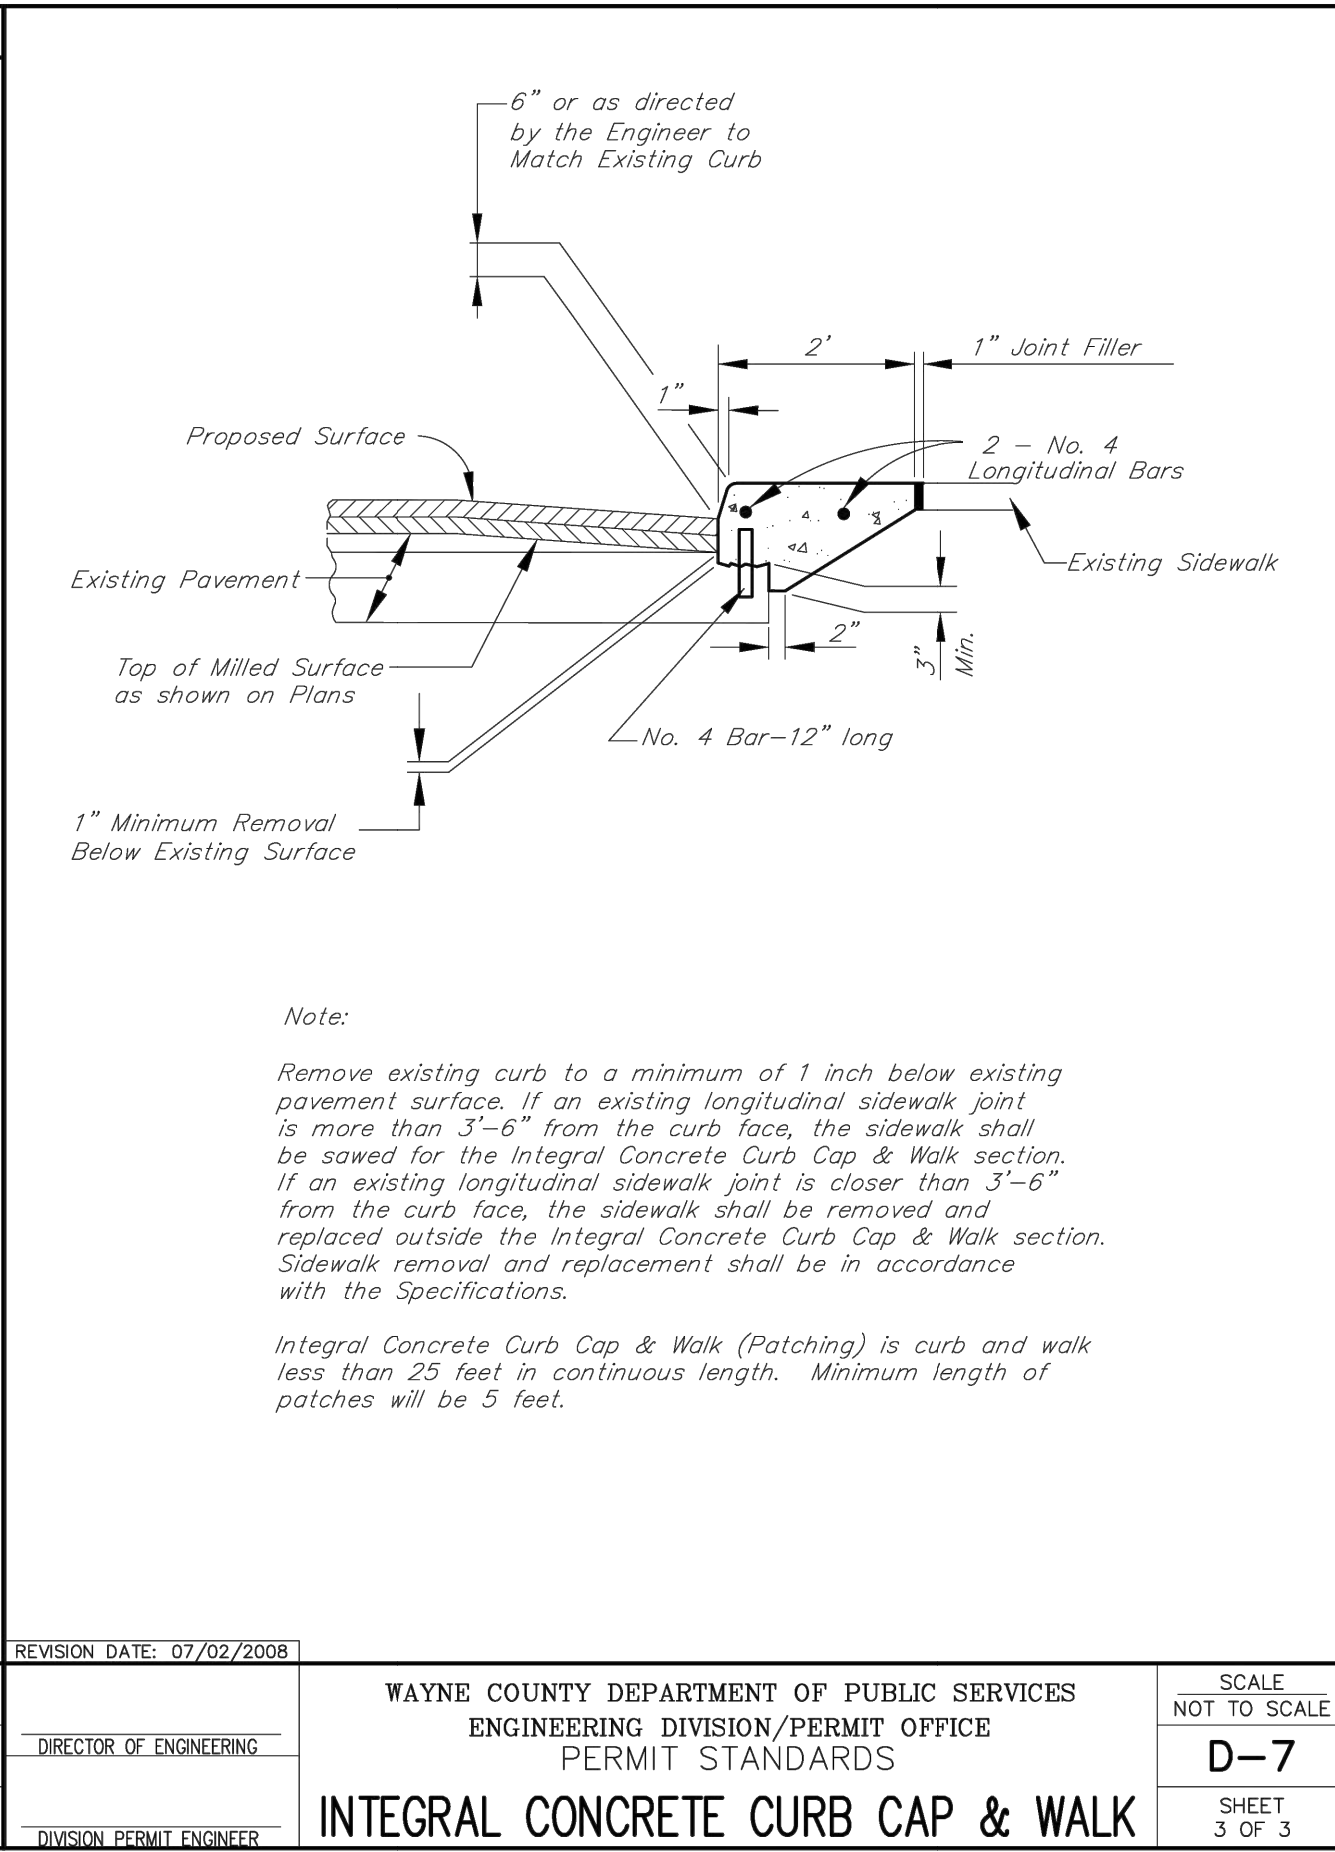 6" or as directed
by the Engineer to
Match Existing Curb
2'
1" Joint Filler
1"
Proposed Surface
2 - No. 4
Longitudinal Bars
Existing Pavement
Existing Sidewalk
2"
3"
Min.
Top of Milled Surface
as shown on Plans
No. 4 Bar-12" long
1" Minimum Removal
Below Existing Surface
Note:
Remove existing curb to a minimum of 1 inch below existing
pavement surface. If an existing longitudinal sidewalk joint
is more than 3'-6" from the curb face, the sidewalk shall
be sawed for the Integral Concrete Curb Cap & Walk section.
If an existing longitudinal sidewalk joint is closer than 3'-6"
from the curb face, the sidewalk shall be removed and
replaced outside the Integral Concrete Curb Cap & Walk section.
Sidewalk removal and replacement shall be in accordance
with the Specifications.
Integral Concrete Curb Cap & Walk (Patching) is curb and walk
less than 25 feet in continuous length. Minimum length of
patches will be 5 feet.
REVISION DATE: 07/02/2008
DIRECTOR OF ENGINEERING
DIVISION PERMIT ENGINEER
WAYNE COUNTY DEPARTMENT OF PUBLIC SERVICES
ENGINEERING DIVISION/PERMIT OFFICE
PERMIT STANDARDS
INTEGRAL CONCRETE CURB CAP & WALK
SCALE
NOT TO SCALE
D-7
SHEET
3 OF 3